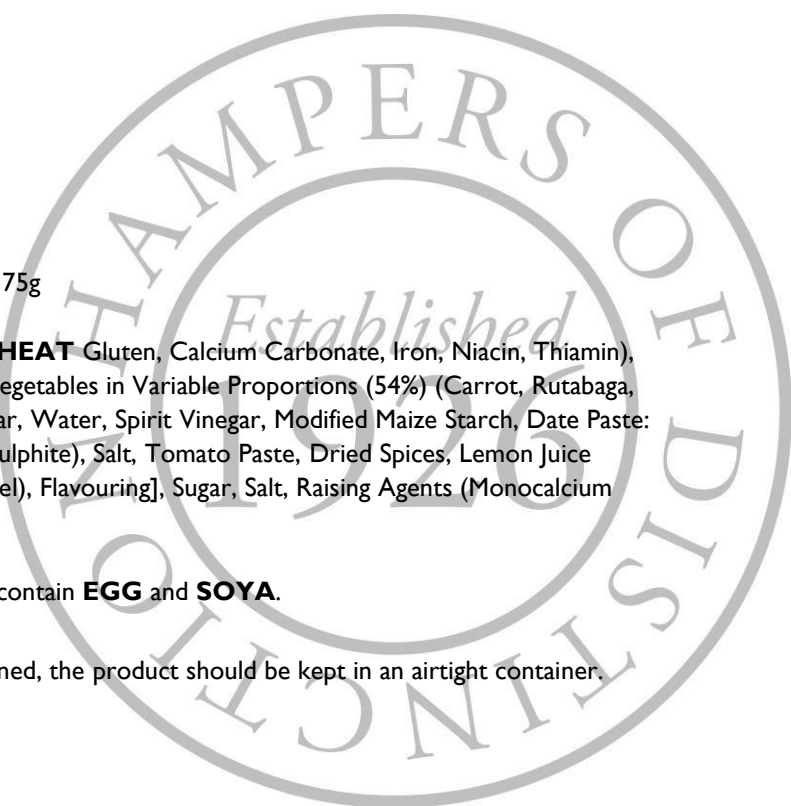 HAMPERS OF DISTINCTION
Established
1926
75g
HEAT Gluten, Calcium Carbonate, Iron, Niacin, Thiamin),
egetables in Variable Proportions (54%) (Carrot, Rutabaga,
ar, Water, Spirit Vinegar, Modified Maize Starch, Date Paste:
ulphite), Salt, Tomato Paste, Dried Spices, Lemon Juice
el), Flavouring], Sugar, Salt, Raising Agents (Monocalcium
contain EGG and SOYA.
ned, the product should be kept in an airtight container.